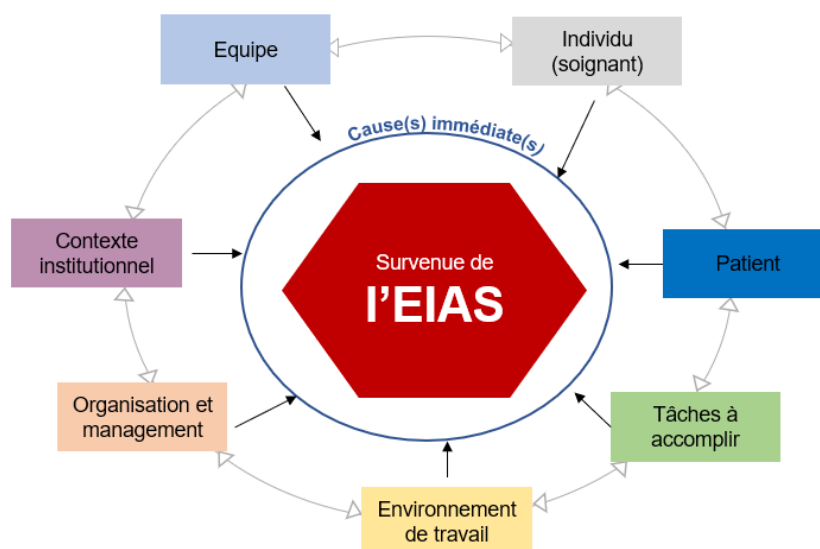 Equipe
Individu
(soignant)
Cause(s) immédiate(s)
Contexte
institutionnel
Survenue de
l'EIAS
Patient
Organisation et
management
Tâches à
accomplir
Environnement
de travail